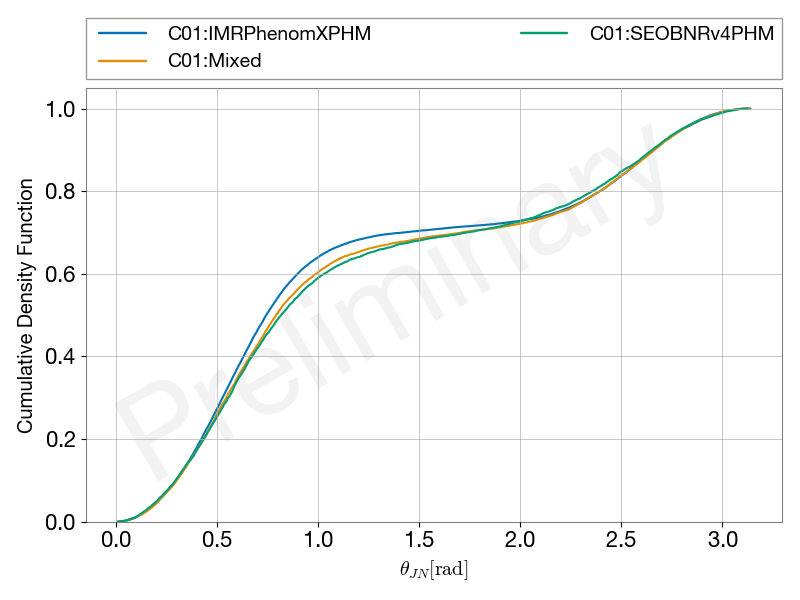 C01:IMRPhenomXPHM
C01:Mixed
C01:SEOBNRv4PHM
Cumulative Density Function
1.0
0.8
0.6
0.4
0.2
0.0
0.0 0.5 1.0 1.5 2.0 2.5 3.0
θ_JN[rad]
Preliminary